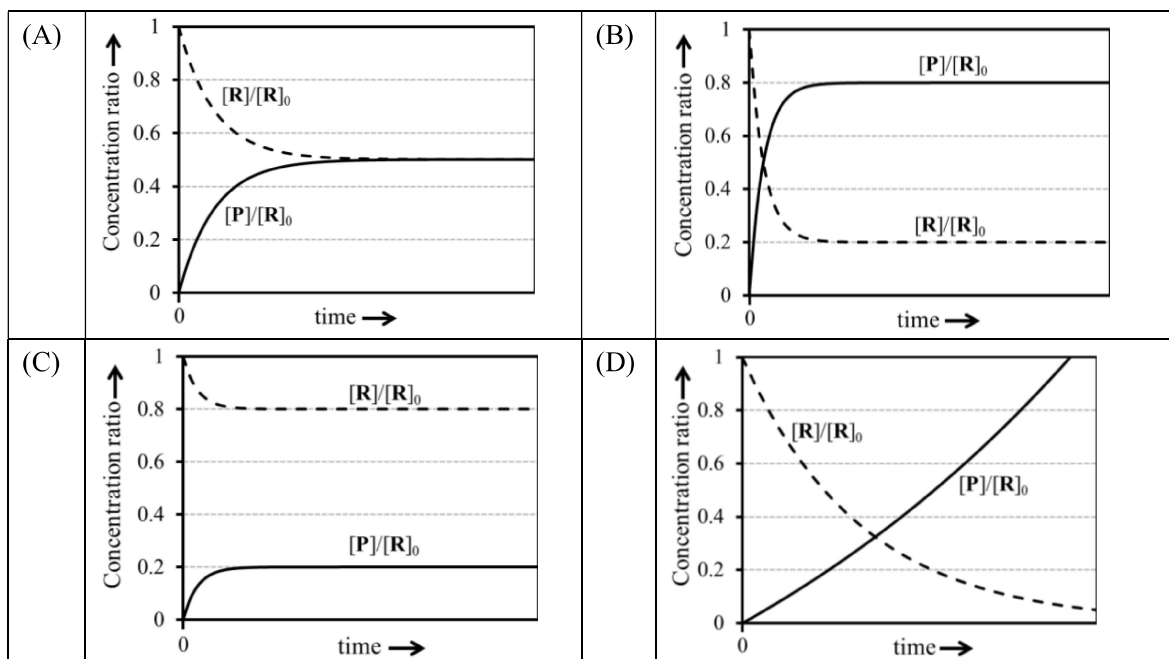 (A)
Concentration ratio
1
0.8
0.6
0.4
0.2
0
0
[R]/[R]₀
[P]/[R]₀
time
(B)
Concentration ratio
1
0.8
0.6
0.4
0.2
0
0
[P]/[R]₀
[R]/[R]₀
time
(C)
Concentration ratio
1
0.8
0.6
0.4
0.2
0
0
[R]/[R]₀
[P]/[R]₀
time
(D)
Concentration ratio
1
0.8
0.6
0.4
0.2
0
0
[R]/[R]₀
[P]/[R]₀
time